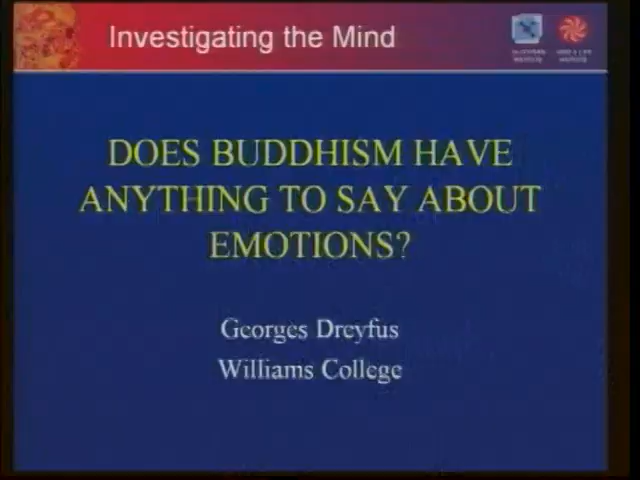 Investigating the Mind
DOES BUDDHISM HAVE
ANYTHING TO SAY ABOUT
EMOTIONS?
Georges Dreyfus
Williams College